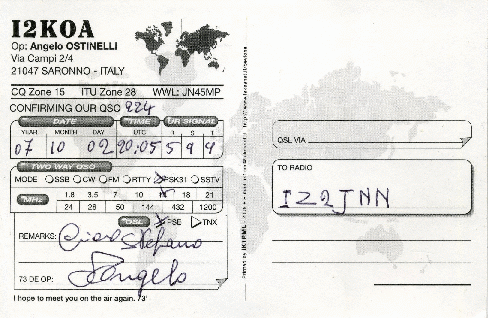 I2KOA
Op: Angelo OSTINELLI
Via Campi 2/4
21047 SARONNO - ITALY
CQ Zone 15 ITU Zone 28 WWL: JN45MP
CONFIRMING OUR QSO 224
DATE TIME UR SIGNAL
YEAR MONTH DAY UTC R S T
07 10 02 20:05 5 9 9
TWO WAY QSO
MODE SSB CW FM RTTY PSK31 SSTV
MHz 1.8 3.5 7 10 18 21
24 28 50 144 432 1200
QSL PSE TNX
REMARKS: Ciao Stefano
73 DE OP: Angelo
I hope to meet you on the air again. 73'
QSL VIA
TO RADIO
IZ2JNN